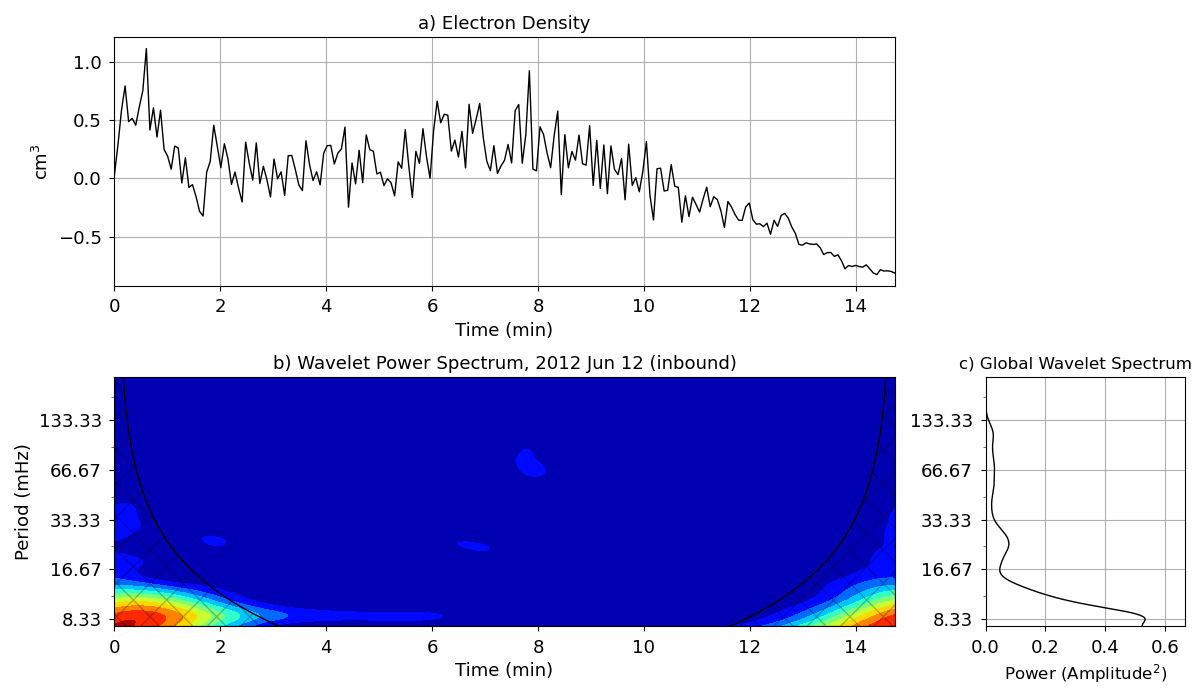 a) Electron Density
1.0
0.5
0.0
−0.5
cm³
0 2 4 6 8 10 12 14
Time (min)
b) Wavelet Power Spectrum, 2012 Jun 12 (inbound)
133.33
66.67
33.33
16.67
8.33
Period (mHz)
0 2 4 6 8 10 12 14
Time (min)
c) Global Wavelet Spectrum
133.33
66.67
33.33
16.67
8.33
0.0 0.2 0.4 0.6
Power (Amplitude²)